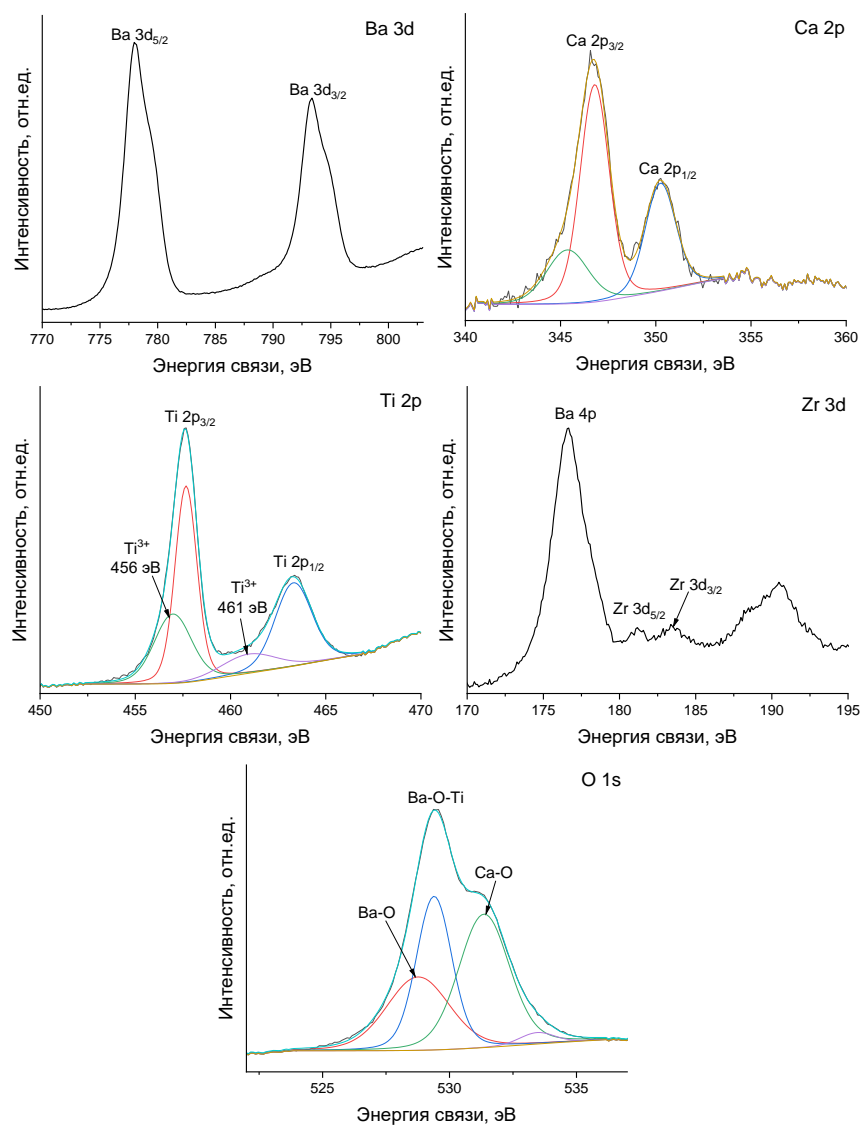 Ba 3d
Ba 3d5/2
Ba 3d3/2
Интенсивность, отн.ед.
770 775 780 785 790 795 800
Энергия связи, эВ
Ca 2p
Ca 2p3/2
Ca 2p1/2
Интенсивность, отн.ед.
340 345 350 355 360
Энергия связи, эВ
Ti 2p
Ti 2p3/2
Ti3+
456 эВ
Ti3+
461 эВ
Ti 2p1/2
Интенсивность, отн.ед.
450 455 460 465 470
Энергия связи, эВ
Zr 3d
Ba 4p
Zr 3d5/2
Zr 3d3/2
Интенсивность, отн.ед.
170 175 180 185 190 195
Энергия связи, эВ
O 1s
Ba-O-Ti
Ca-O
Ba-O
Интенсивность, отн.ед.
525 530 535
Энергия связи, эВ